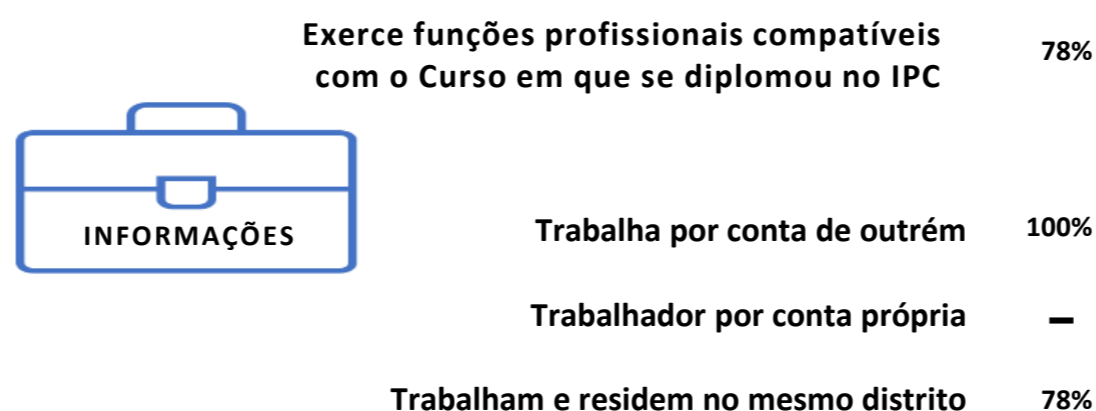 Exerce funções profissionais compatíveis
com o Curso em que se diplomou no IPC
78%
INFORMAÇÕES
Trabalha por conta de outrém
100%
Trabalhador por conta própria
–
Trabalham e residem no mesmo distrito
78%